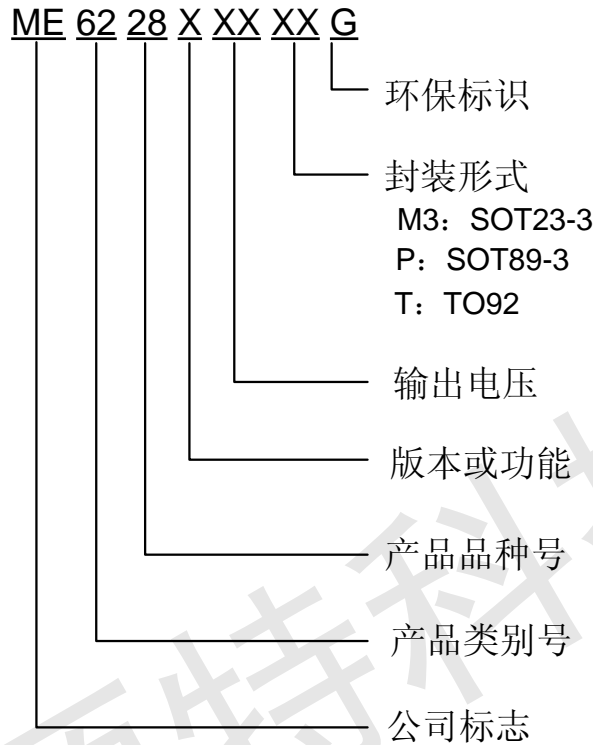 ME 62 28 X XX XX G
环保标识
封装形式
M3：SOT23-3
P：SOT89-3
T：TO92
输出电压
版本或功能
产品品种号
产品类别号
公司标志